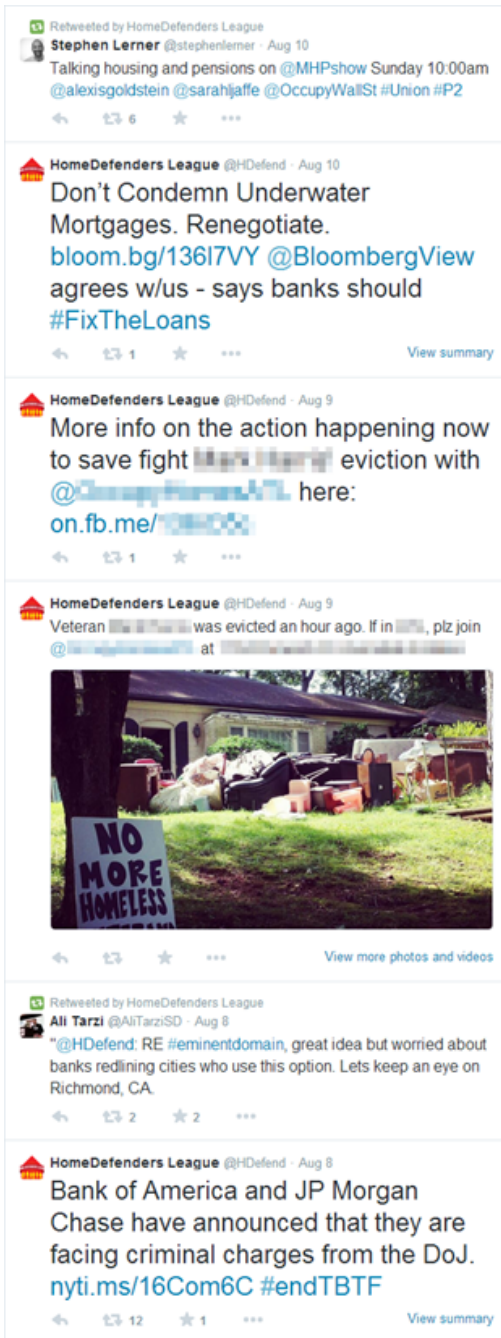 Retweeted by HomeDefenders League
Stephen Lerner @stephenlerner · Aug 10
Talking housing and pensions on @MHPshow Sunday 10:00am
@alexisgoldstein @sarahljaffe @OccupyWallSt #Union #P2
6
HomeDefenders League @HDefend · Aug 10
Don't Condemn Underwater
Mortgages. Renegotiate.
bloom.bg/136I7VY @BloombergView
agrees w/us - says banks should
#FixTheLoans
1
View summary
HomeDefenders League @HDefend · Aug 9
More info on the action happening now
to save fight eviction with
@ here:
on.fb.me/
1
HomeDefenders League @HDefend · Aug 9
Veteran was evicted an hour ago. If in , plz join
@ at
NO
MORE
HOMELESS
View more photos and videos
Retweeted by HomeDefenders League
Ali Tarzi @AliTarziSD · Aug 8
"@HDefend: RE #eminentdomain, great idea but worried about
banks redlining cities who use this option. Lets keep an eye on
Richmond, CA.
2 2
HomeDefenders League @HDefend · Aug 8
Bank of America and JP Morgan
Chase have announced that they are
facing criminal charges from the DoJ.
nyti.ms/16Com6C #endTBTF
12 1
View summary